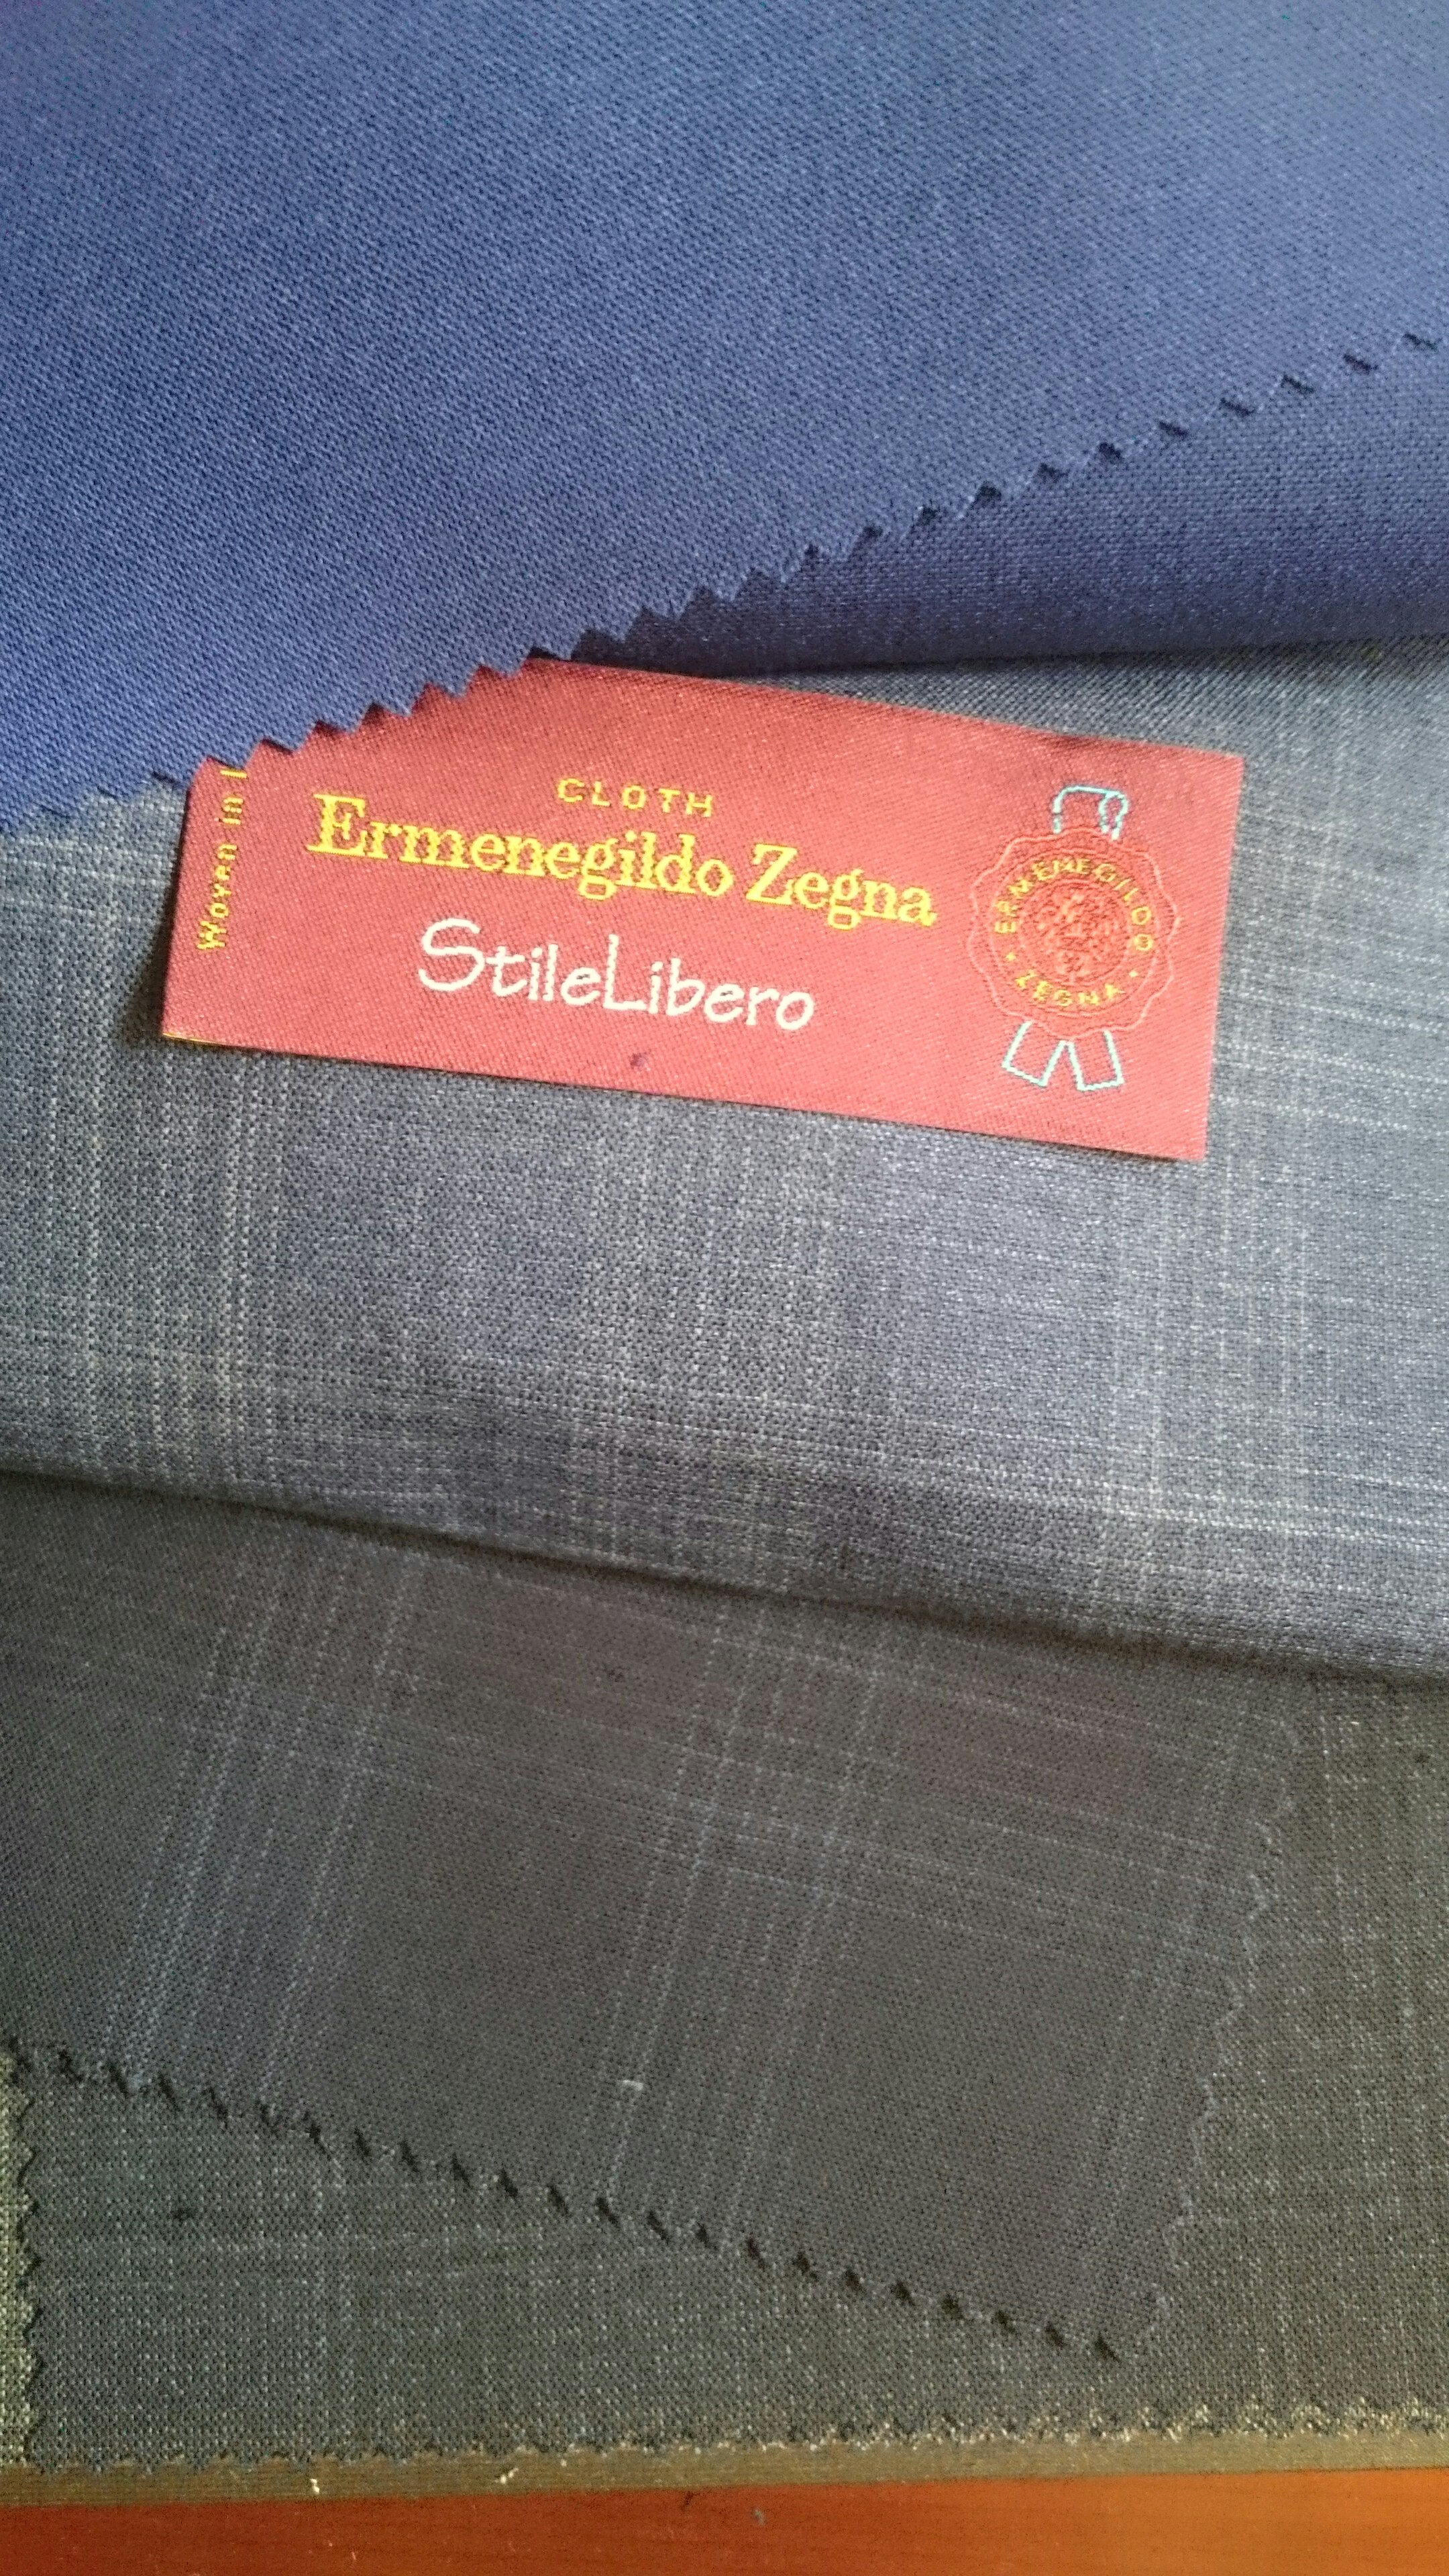 Woven in
CLOTH
Ermenegildo Zegna
StileLibero
ERMENEGILDO
· ZEGNA ·